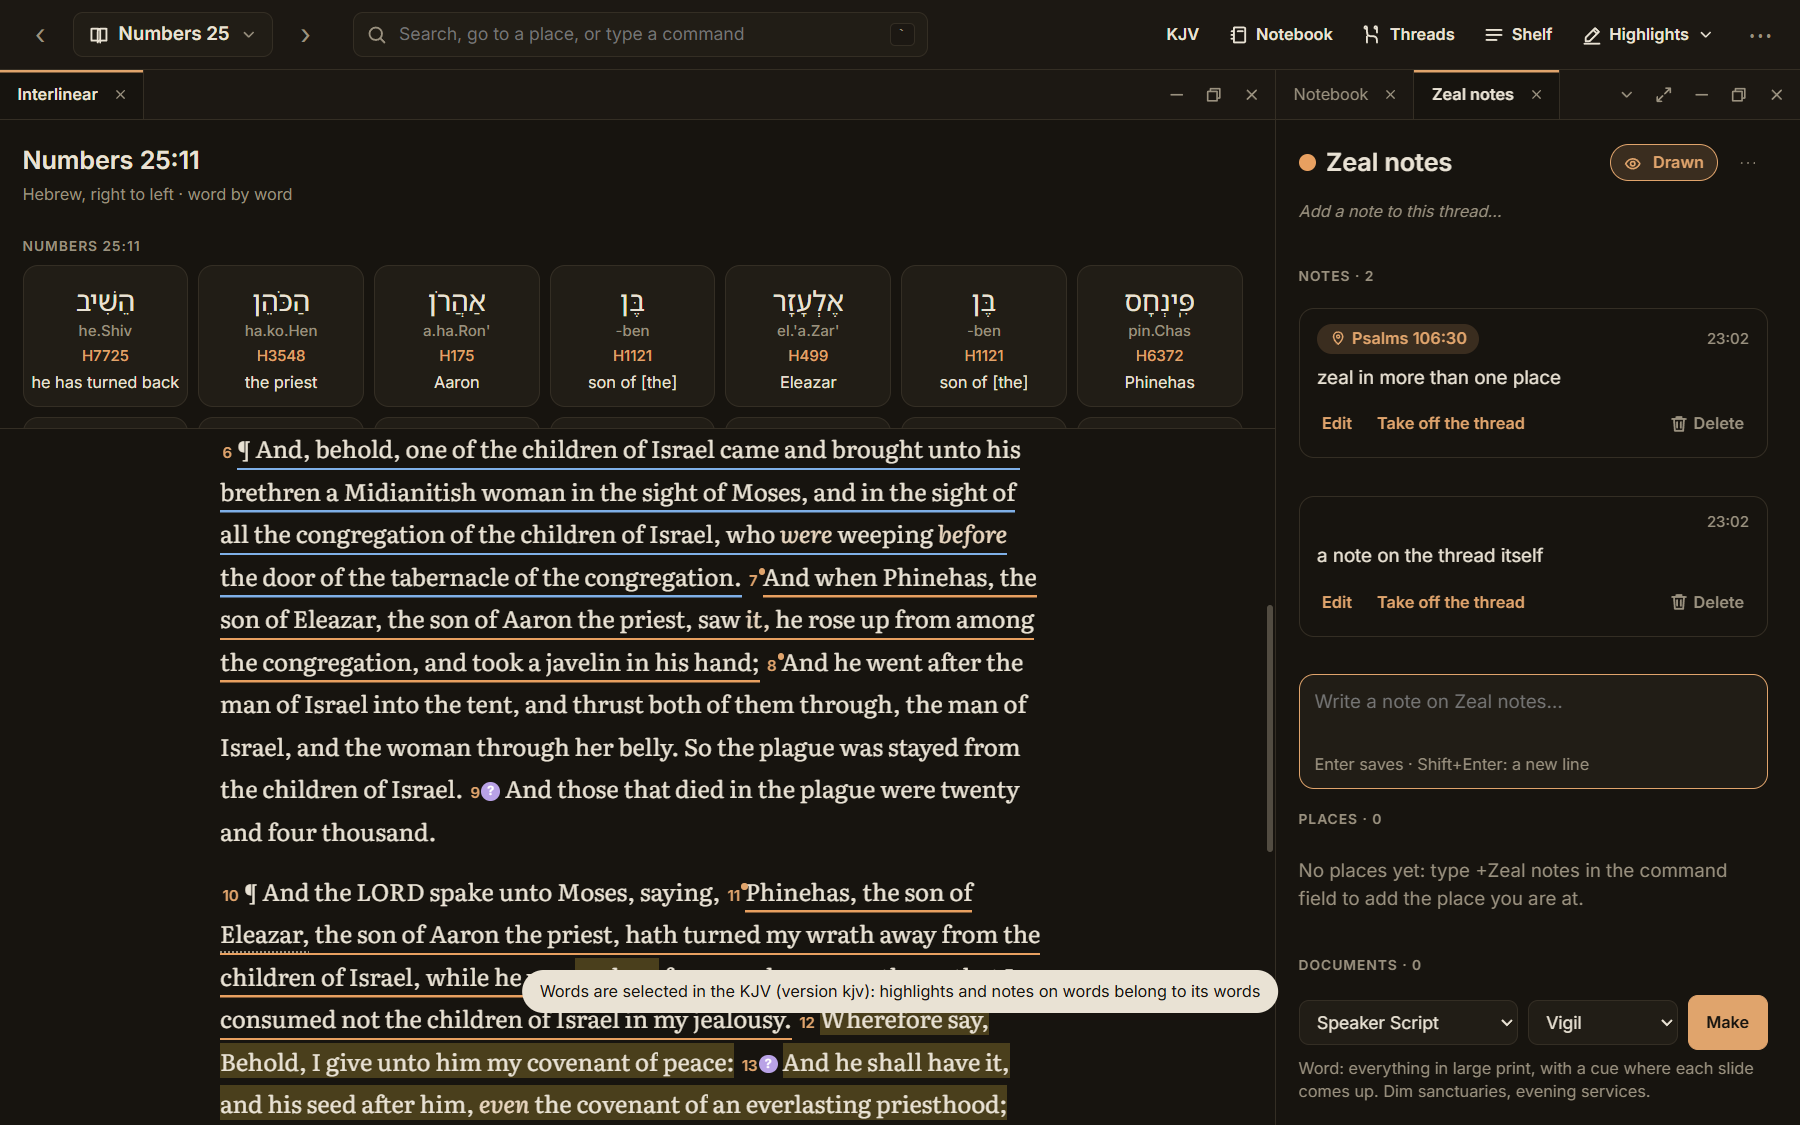 Numbers 25
Search, go to a place, or type a command
`
KJV
Notebook
Threads
Shelf
Highlights
Interlinear
Numbers 25:11
Hebrew, right to left · word by word
NUMBERS 25:11
הֵשִׁיב
הַכֹּהֵן
אַהֲרֹן
בֶּן
אֶלְעָזָר
בֶּן
פִּינְחָס
he.Shiv
ha.ko.Hen
a.ha.Ron'
-ben
el.'a.Zar'
-ben
pin.Chas
H7725
H3548
H175
H1121
H499
H1121
H6372
he has turned back
the priest
Aaron
son of [the]
Eleazar
son of [the]
Phinehas
6 ¶ And, behold, one of the children of Israel came and brought unto his
brethren a Midianitish woman in the sight of Moses, and in the sight of
all the congregation of the children of Israel, who were weeping before
the door of the tabernacle of the congregation. 7 And when Phinehas, the
son of Eleazar, the son of Aaron the priest, saw it, he rose up from among
the congregation, and took a javelin in his hand; 8 And he went after the
man of Israel into the tent, and thrust both of them through, the man of
Israel, and the woman through her belly. So the plague was stayed from
the children of Israel. 9 ? And those that died in the plague were twenty
and four thousand.
10 ¶ And the LORD spake unto Moses, saying, 11 Phinehas, the son of
Eleazar, the son of Aaron the priest, hath turned my wrath away from the
children of Israel, while he
Words are selected in the KJV (version kjv): highlights and notes on words belong to its words
consumed not the children of Israel in my jealousy. 12 Wherefore say,
Behold, I give unto him my covenant of peace: 13 ? And he shall have it,
and his seed after him, even the covenant of an everlasting priesthood;
Notebook
Zeal notes
Zeal notes
Drawn
Add a note to this thread...
NOTES · 2
Psalms 106:30
23:02
zeal in more than one place
Edit
Take off the thread
Delete
23:02
a note on the thread itself
Edit
Take off the thread
Delete
Write a note on Zeal notes...
Enter saves · Shift+Enter: a new line
PLACES · 0
No places yet: type +Zeal notes in the command
field to add the place you are at.
DOCUMENTS · 0
Speaker Script
Vigil
Make
Word: everything in large print, with a cue where each slide
comes up. Dim sanctuaries, evening services.